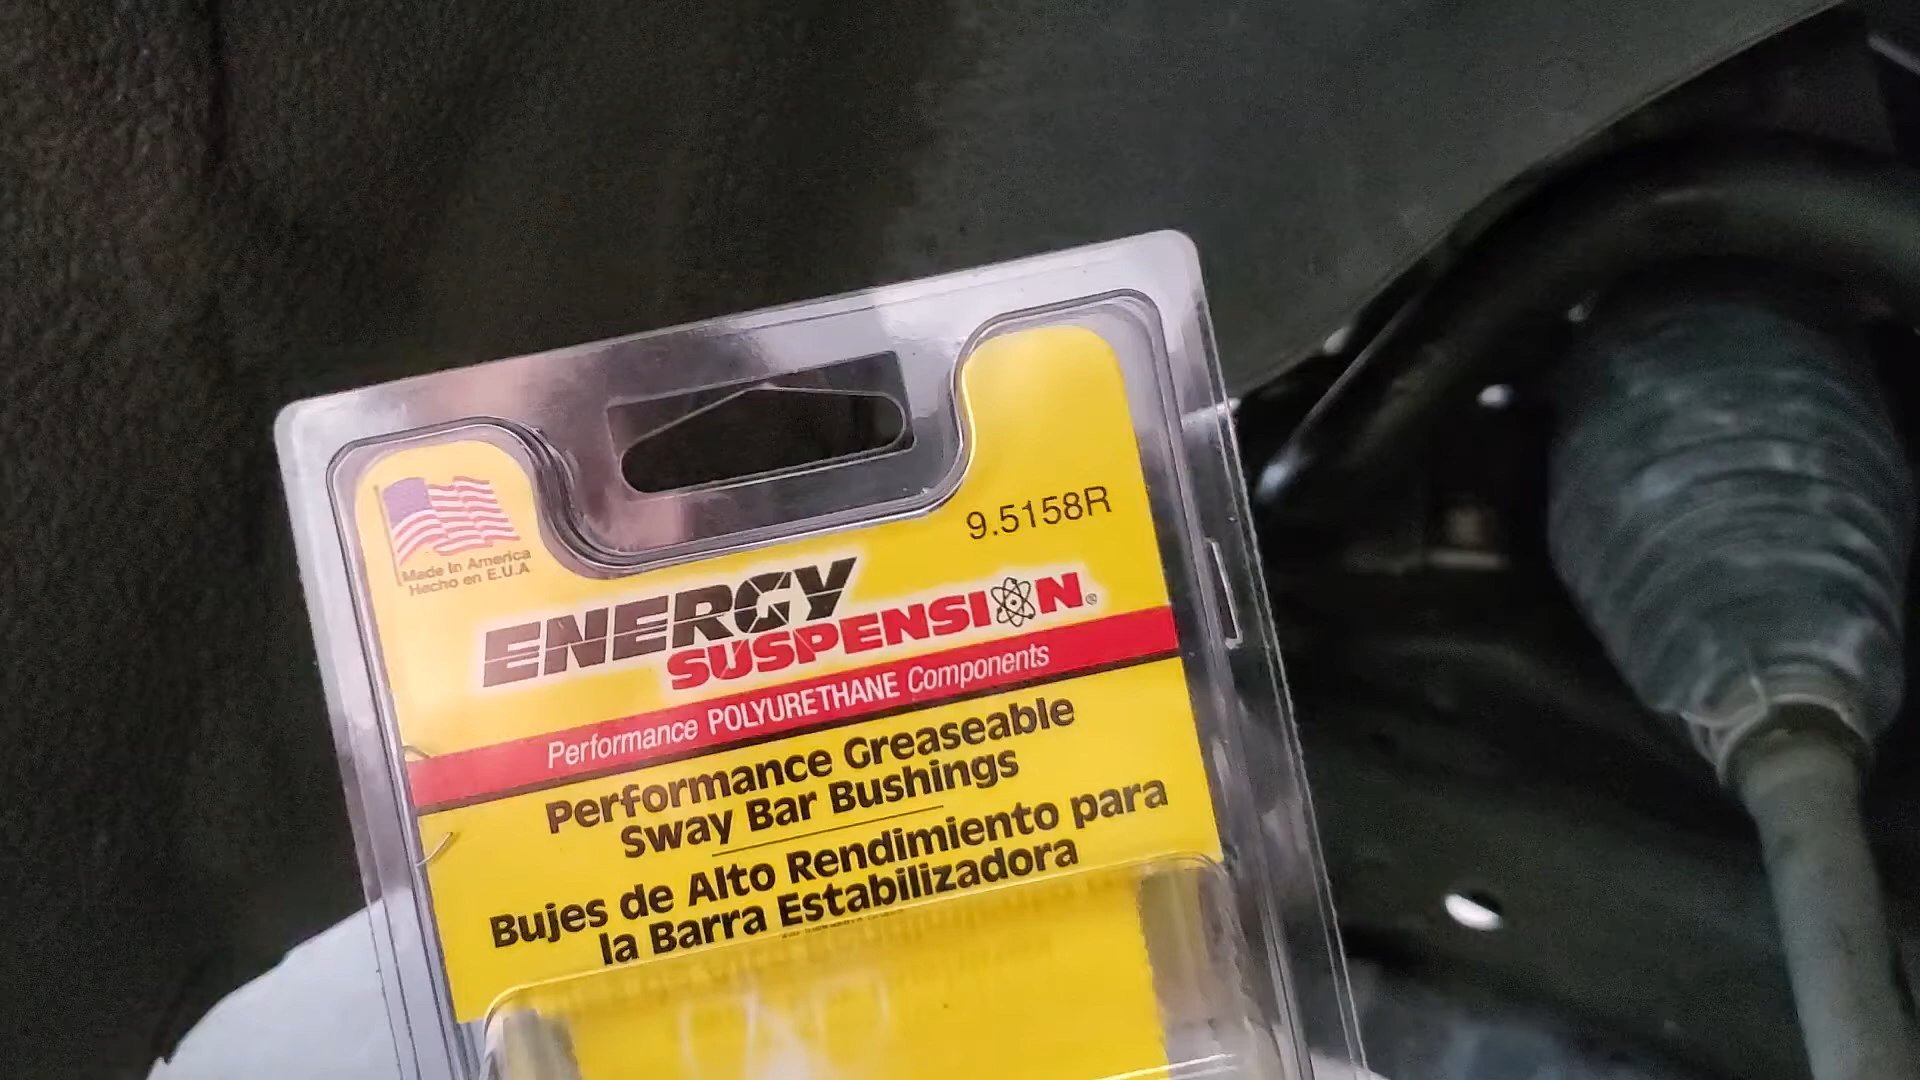 9.5158R
Made In America
Hecho en E.U.A
ENERGY
SUSPENSION®
Performance POLYURETHANE Components
Performance Greaseable
Sway Bar Bushings
Bujes de Alto Rendimiento para
la Barra Estabilizadora